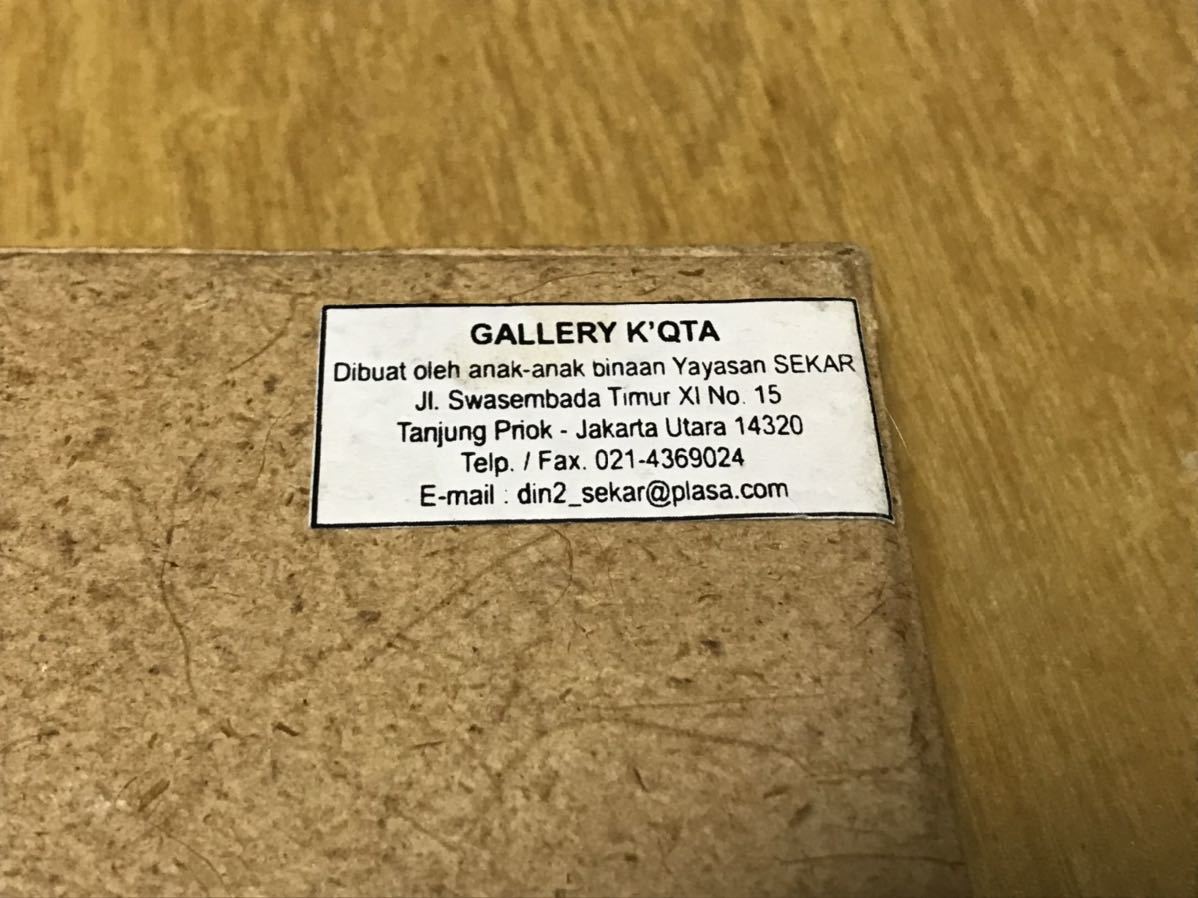 GALLERY K'QTA
Dibuat oleh anak-anak binaan Yayasan SEKAR
Jl. Swasembada Timur XI No. 15
Tanjung Priok - Jakarta Utara 14320
Telp. / Fax. 021-4369024
E-mail : din2_sekar@plasa.com